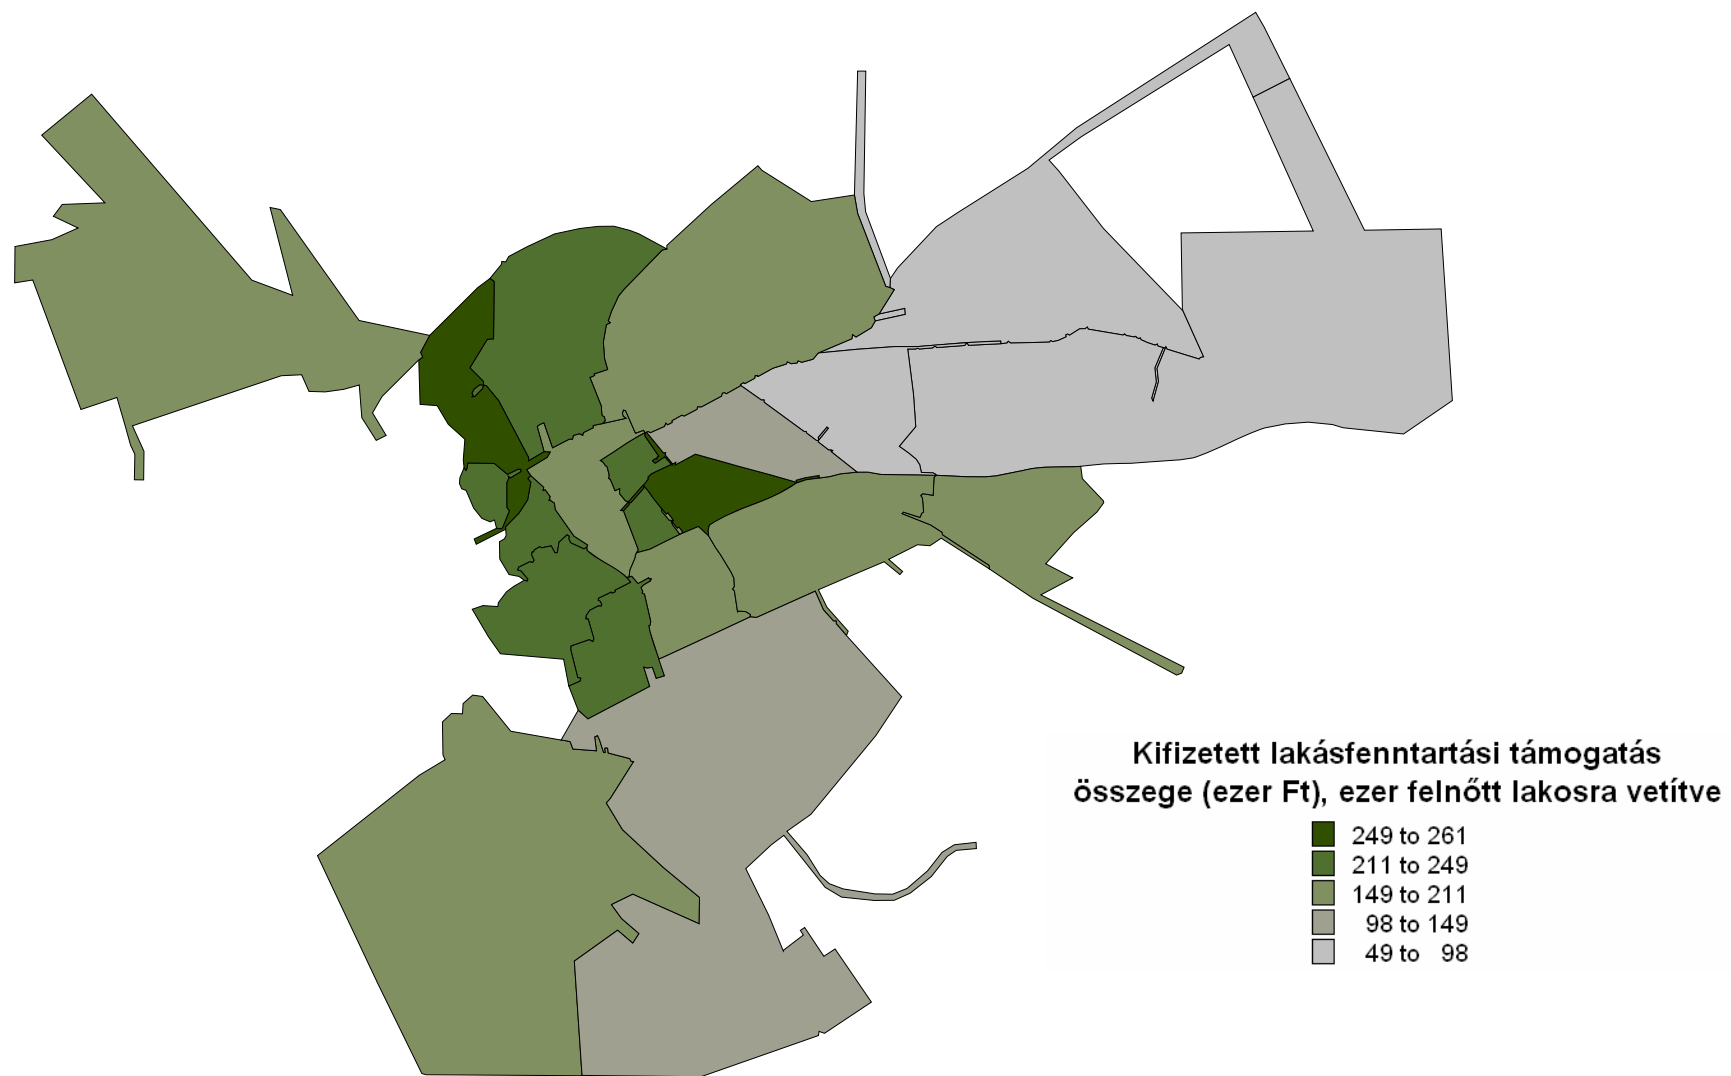 Kifizetett lakásfenntartási támogatás
összege (ezer Ft), ezer felnőtt lakosra vetítve
249 to 261
211 to 249
149 to 211
98 to 149
49 to 98